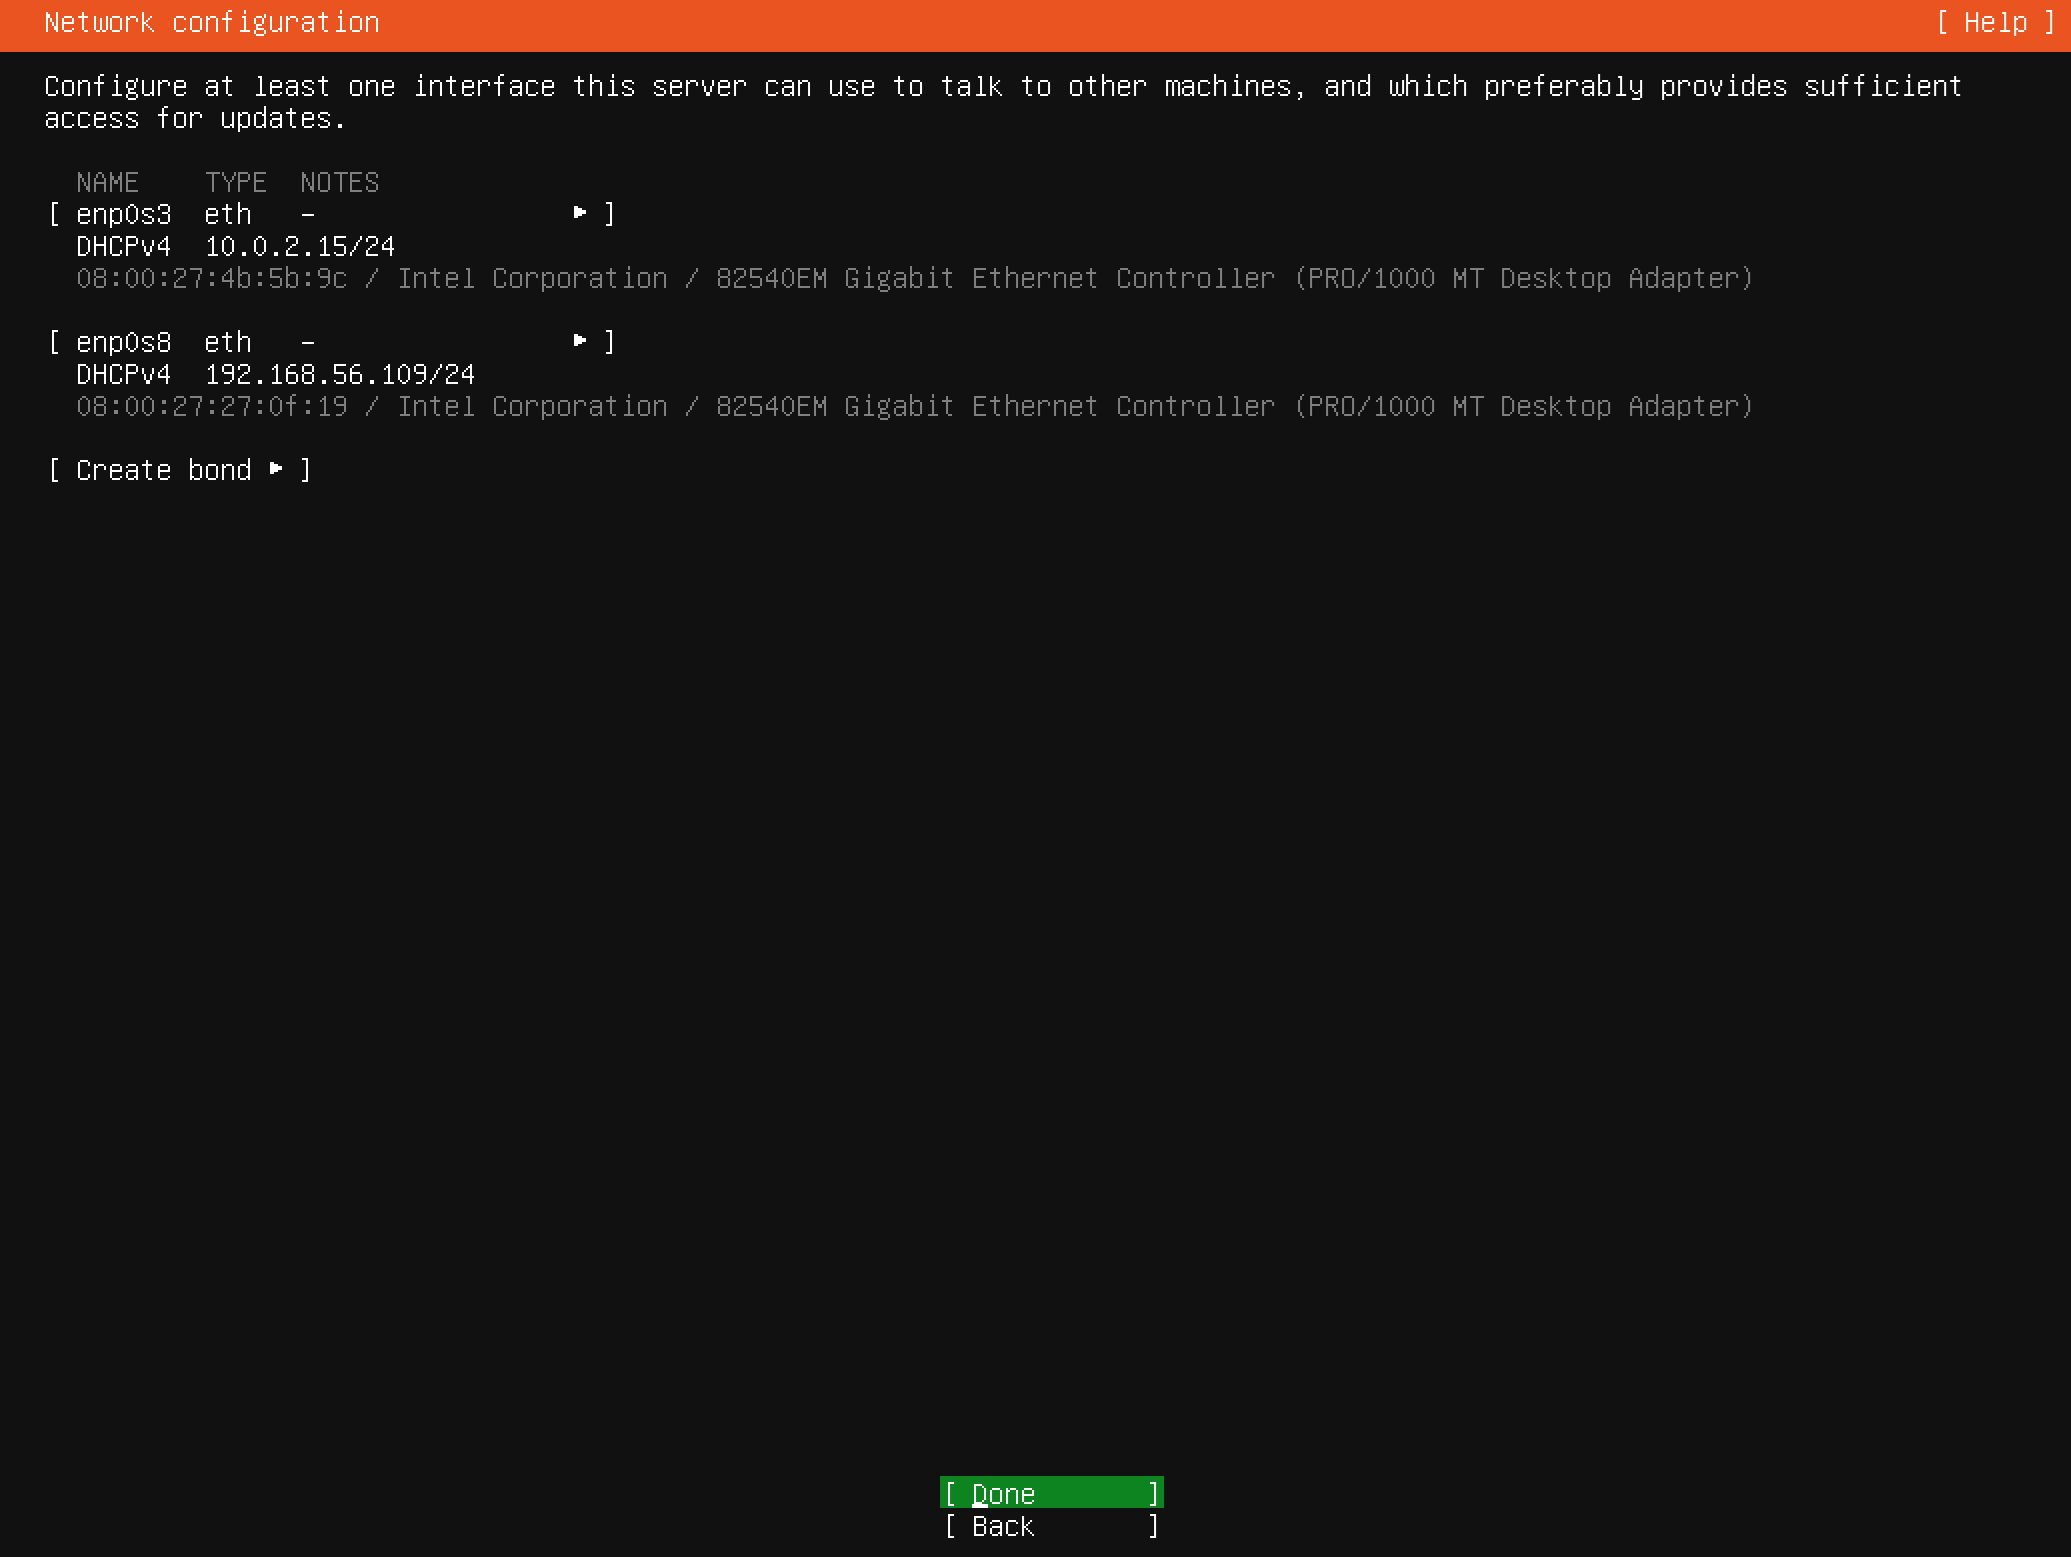 Network configuration [ Help ]
Configure at least one interface this server can use to talk to other machines, and which preferably provides sufficient
access for updates.
NAME TYPE NOTES
[ enp0s3 eth - ▸ ]
DHCPv4 10.0.2.15/24
08:00:27:4b:5b:9c / Intel Corporation / 82540EM Gigabit Ethernet Controller (PRO/1000 MT Desktop Adapter)
[ enp0s8 eth - ▸ ]
DHCPv4 192.168.56.109/24
08:00:27:27:0f:19 / Intel Corporation / 82540EM Gigabit Ethernet Controller (PRO/1000 MT Desktop Adapter)
[ Create bond ▸ ]
[ Done ]
[ Back ]